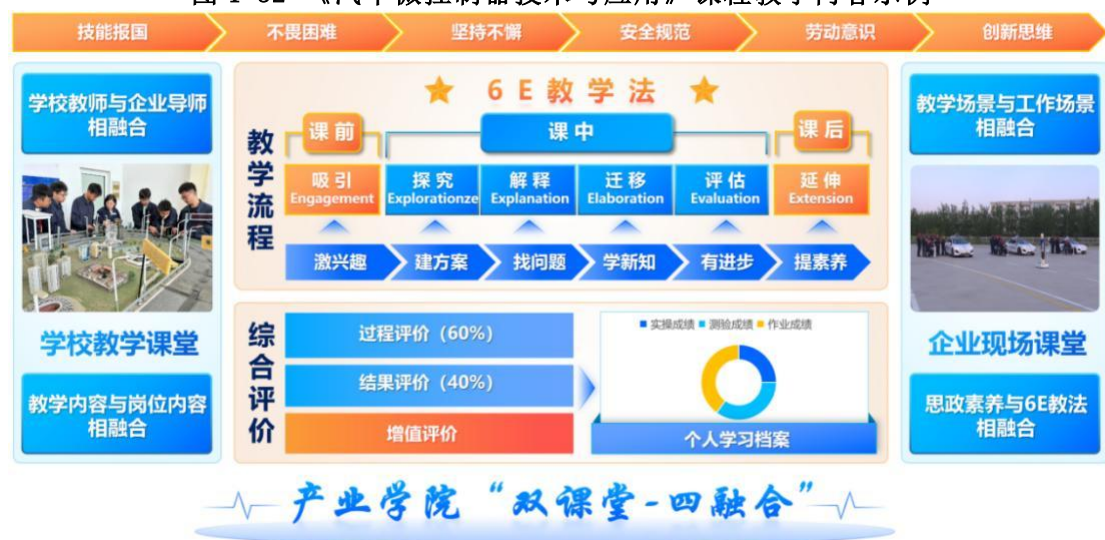 技能报国
不畏困难
坚持不懈
安全规范
劳动意识
创新思维
学校教师与企业导师
相融合
学校教学课堂
教学内容与岗位内容
相融合
教学流程
6E教学法
课前
课中
课后
吸引
Engagement
探究
Explorationze
解释
Explanation
迁移
Elaboration
评估
Evaluation
延伸
Extension
激兴趣
建方案
找问题
学新知
有进步
提素养
综合评价
过程评价（60%）
结果评价（40%）
增值评价
实操成绩 测验成绩 作业成绩
个人学习档案
教学场景与工作场景
相融合
企业现场课堂
思政素养与6E教法
相融合
产业学院“双课堂-四融合”